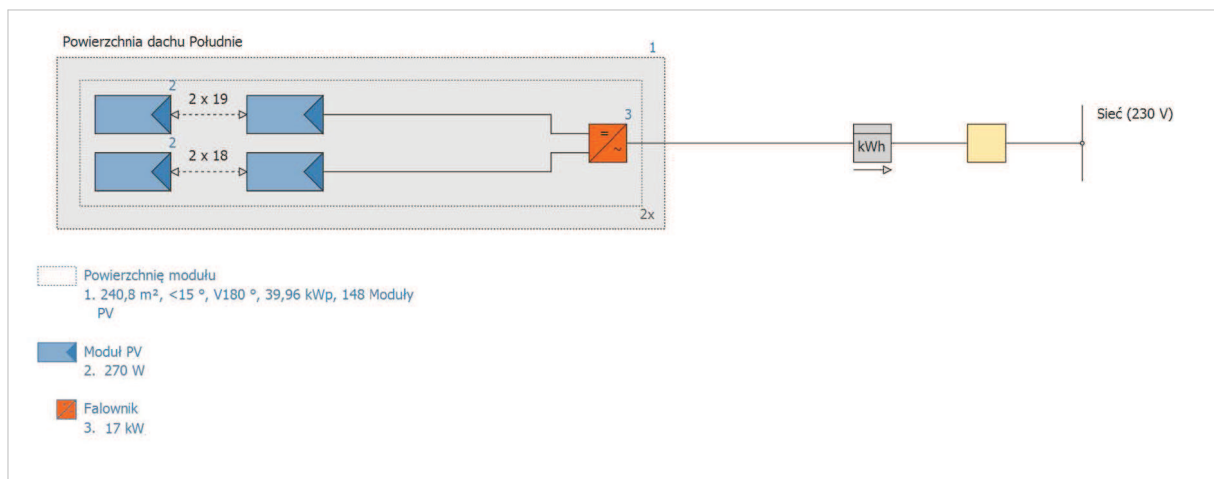 Powierzchnia dachu Południe
1
2
2 x 19
2
2 x 18
=
~
3
2x
kWh
Sieć (230 V)
Powierzchnię modułu
1. 240,8 m², <15 °, V180 °, 39,96 kWp, 148 Moduły
PV
Moduł PV
2. 270 W
Falownik
3. 17 kW